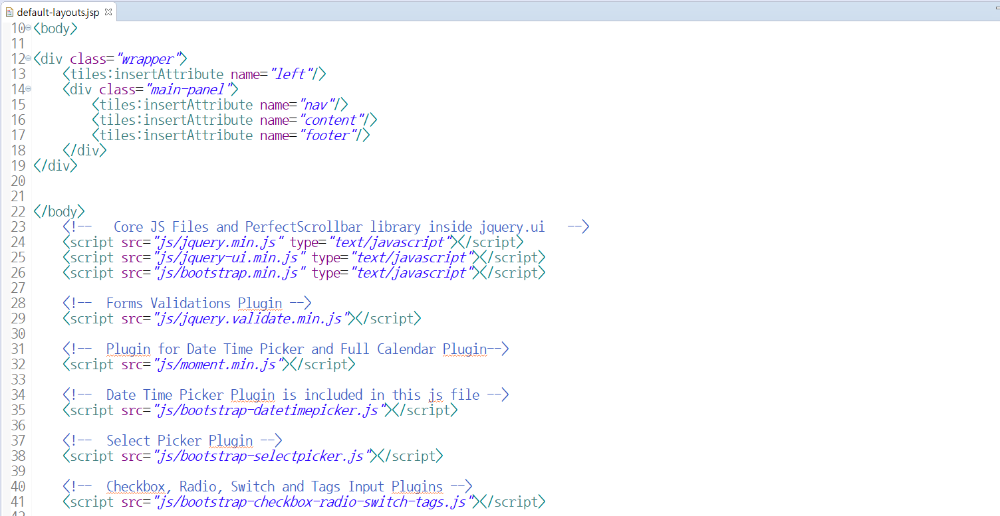 default-layouts.jsp
10 <body>
11
12 <div class="wrapper">
13     <tiles:insertAttribute name="left"/>
14     <div class="main-panel">
15         <tiles:insertAttribute name="nav"/>
16         <tiles:insertAttribute name="content"/>
17         <tiles:insertAttribute name="footer"/>
18     </div>
19 </div>
20
21
22 </body>
23     <!--   Core JS Files and PerfectScrollbar library inside jquery.ui   -->
24     <script src="js/jquery.min.js" type="text/javascript"></script>
25     <script src="js/jquery-ui.min.js" type="text/javascript"></script>
26     <script src="js/bootstrap.min.js" type="text/javascript"></script>
27
28     <!--  Forms Validations Plugin -->
29     <script src="js/jquery.validate.min.js"></script>
30
31     <!--  Plugin for Date Time Picker and Full Calendar Plugin-->
32     <script src="js/moment.min.js"></script>
33
34     <!--  Date Time Picker Plugin is included in this js file -->
35     <script src="js/bootstrap-datetimepicker.js"></script>
36
37     <!--  Select Picker Plugin -->
38     <script src="js/bootstrap-selectpicker.js"></script>
39
40     <!--  Checkbox, Radio, Switch and Tags Input Plugins -->
41     <script src="js/bootstrap-checkbox-radio-switch-tags.js"></script>